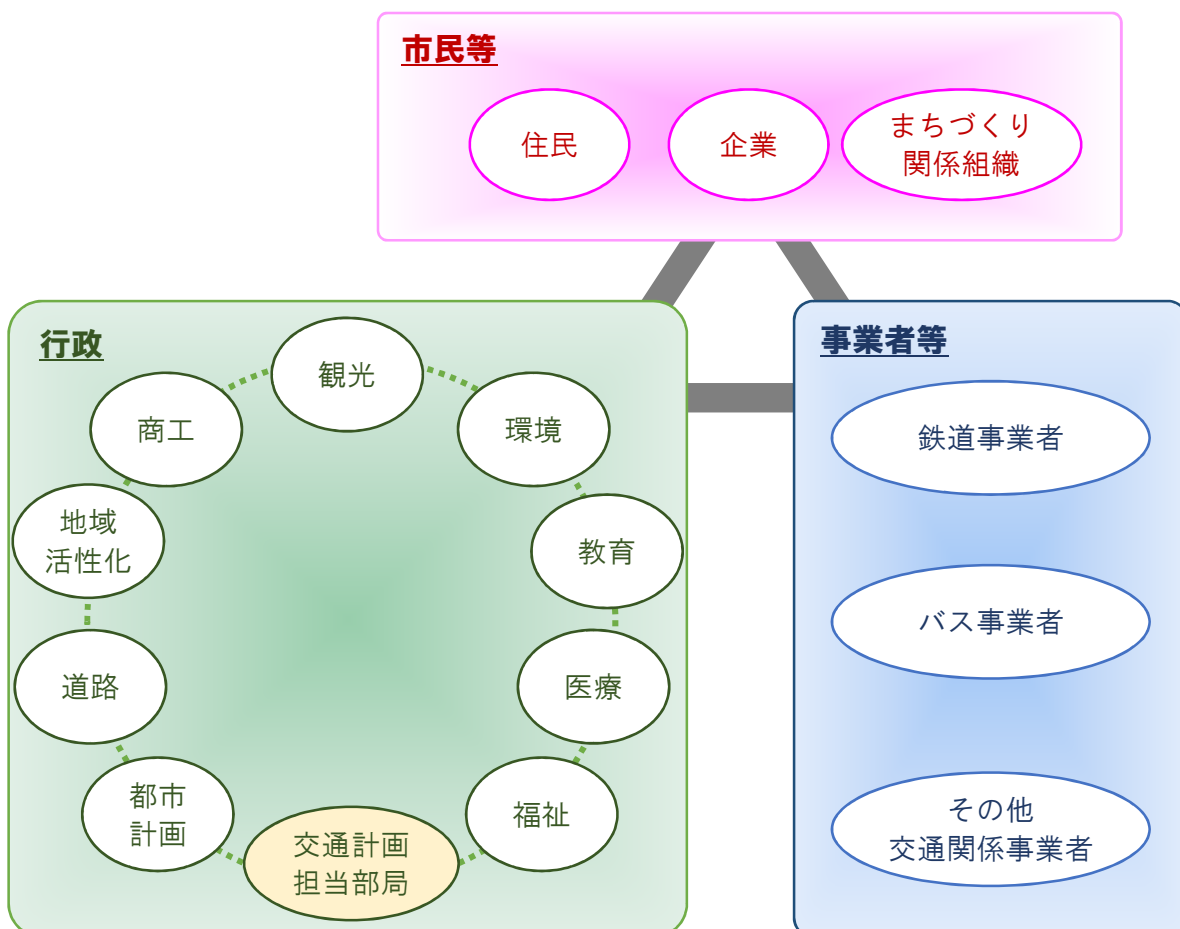 市民等
住民
企業
まちづくり
関係組織
行政
観光
商工
環境
地域
活性化
教育
道路
医療
都市
計画
福祉
交通計画
担当部局
事業者等
鉄道事業者
バス事業者
その他
交通関係事業者